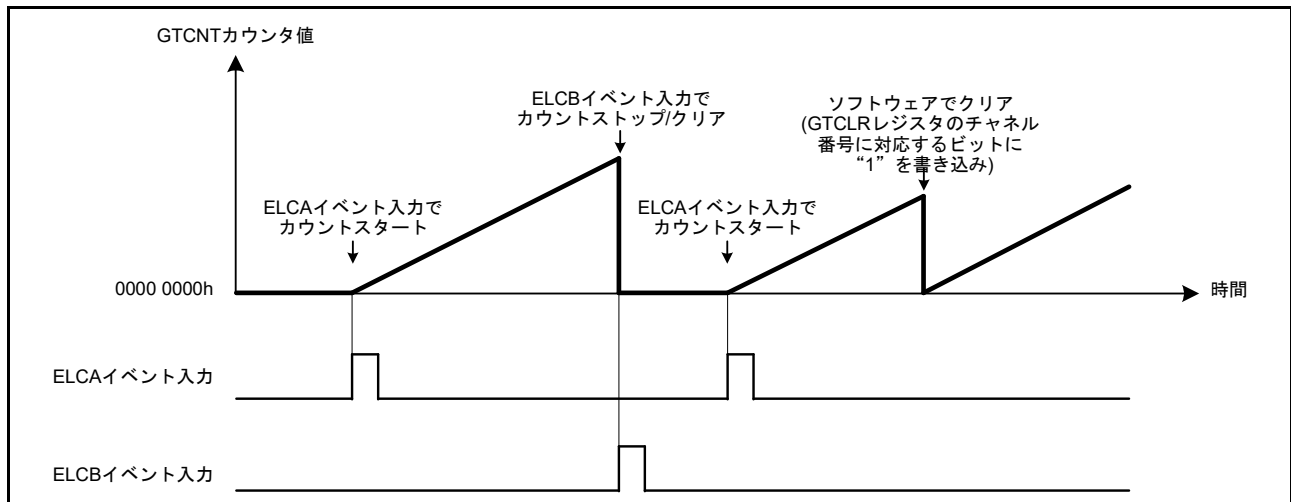 GTCNTカウンタ値
ELCBイベント入力で
カウントストップ/クリア
ソフトウェアでクリア
(GTCLRレジスタのチャネル
番号に対応するビットに
“1”を書き込み)
ELCAイベント入力で
カウントスタート
ELCAイベント入力で
カウントスタート
0000 0000h
時間
ELCAイベント入力
ELCBイベント入力